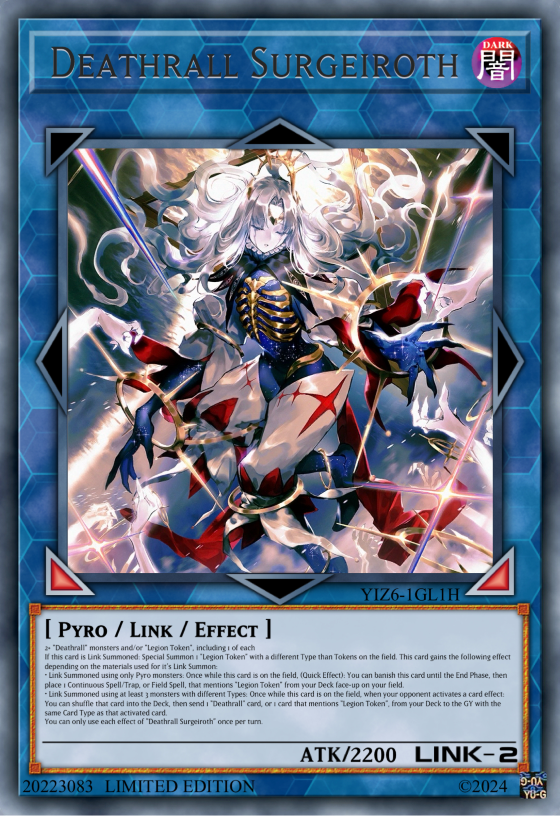 Deathrall Surgeiroth
DARK
闇
YIZ6-1GL1H
[ Pyro / Link / Effect ]
2+ "Deathrall" monsters and/or "Legion Token", including 1 of each
If this card is Link Summoned: Special Summon 1 "Legion Token" with a different Type than Tokens on the field. This card gains the following effect
depending on the materials used for it's Link Summon:
• Link Summoned using only Pyro monsters: Once while this card is on the field, (Quick Effect): You can banish this card until the End Phase, then
place 1 Continuous Spell/Trap, or Field Spell, that mentions "Legion Token" from your Deck face-up on your field.
• Link Summoned using at least 3 monsters with different Types: Once while this card is on the field, when your opponent activates a card effect:
You can shuffle that card into the Deck, then send 1 "Deathrall" card, or 1 card that mentions "Legion Token", from your Deck to the GY with the
same Card Type as that activated card.
You can only use each effect of "Deathrall Surgeiroth" once per turn.
ATK/2200 LINK-2
20223083 LIMITED EDITION ©2024
YU-G
YU-G